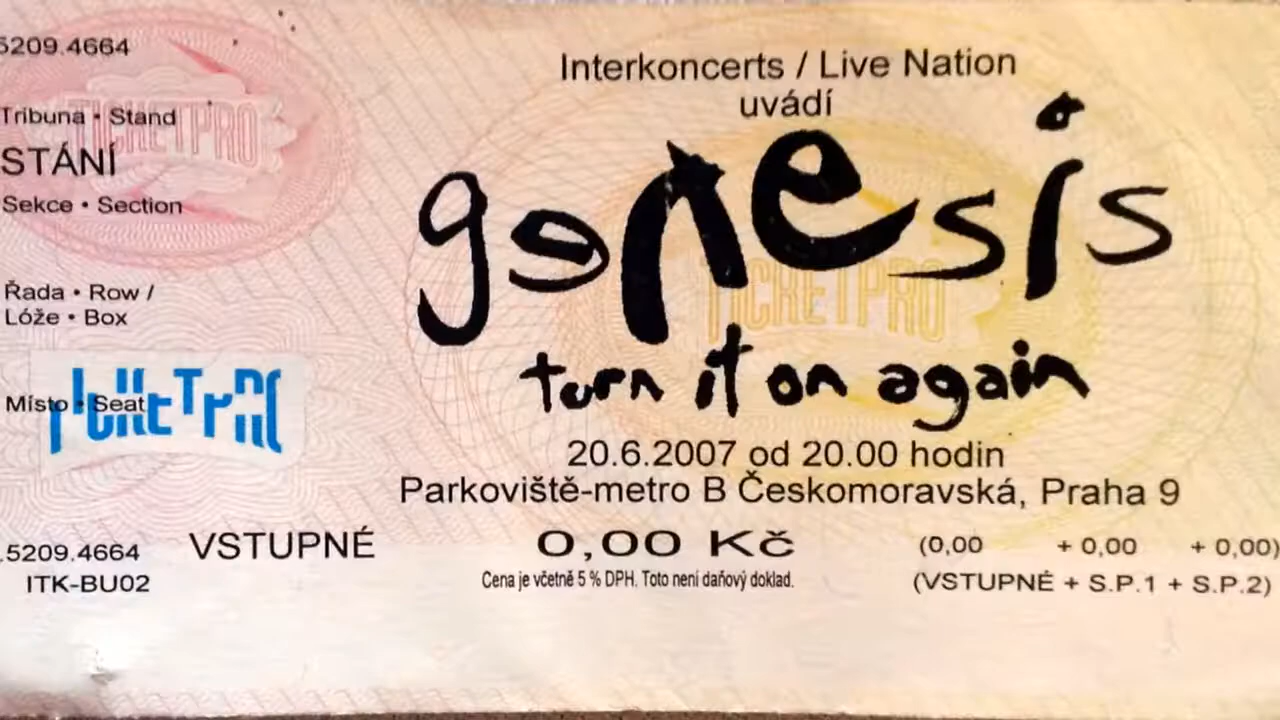 5209.4664
Tribuna • Stand
STÁNÍ
Sekce • Section
Řada • Row /
Lóže • Box
Místo • Seat
TICKETPRO
TICKETPRO
Interkoncerts / Live Nation
uvádí
genesis
TICKETPRO
turn it on again
20.6.2007 od 20.00 hodin
Parkoviště-metro B Českomoravská, Praha 9
.5209.4664 VSTUPNÉ 0,00 Kč (0,00 + 0,00 + 0,00)
ITK-BU02 Cena je včetně 5 % DPH. Toto není daňový doklad. (VSTUPNÉ + S.P.1 + S.P.2)